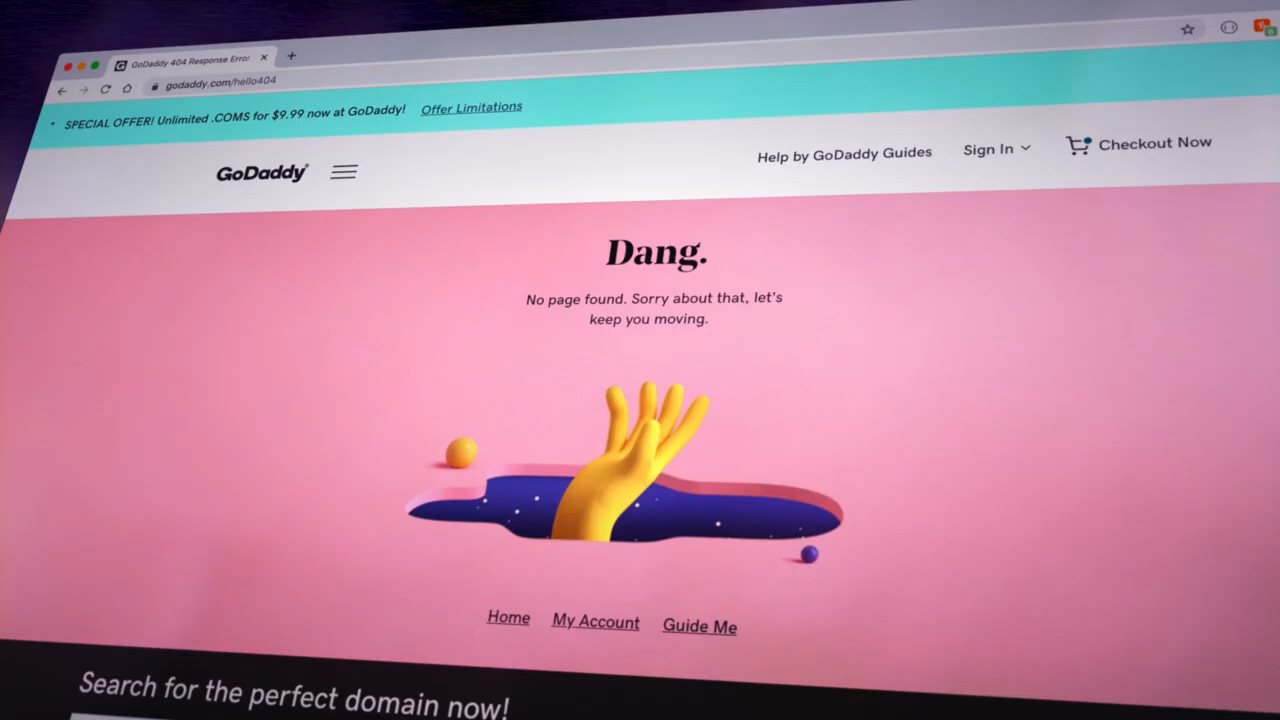 GoDaddy 404 Response Error
godaddy.com/hello404
SPECIAL OFFER! Unlimited .COMS for $9.99 now at GoDaddy! Offer Limitations
GoDaddy
Help by GoDaddy Guides
Sign In
Checkout Now
Dang.
No page found. Sorry about that, let's
keep you moving.
Home My Account Guide Me
Search for the perfect domain now!